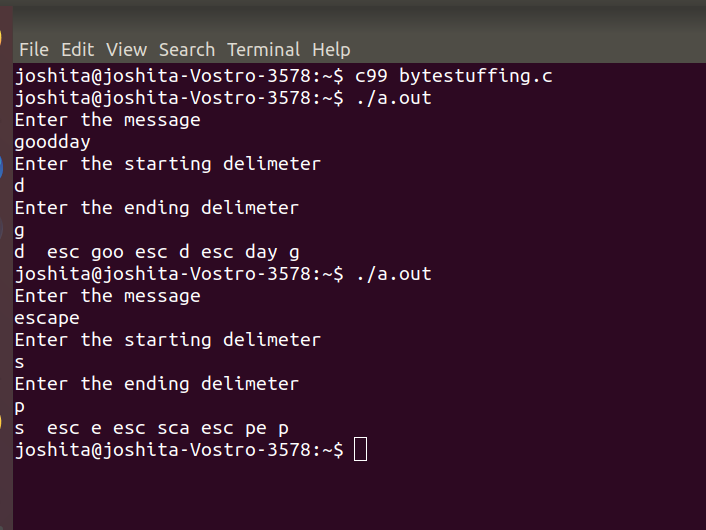 File Edit View Search Terminal Help
joshita@joshita-Vostro-3578:~$ c99 bytestuffing.c
joshita@joshita-Vostro-3578:~$ ./a.out
Enter the message
goodday
Enter the starting delimeter
d
Enter the ending delimeter
g
d  esc goo esc d esc day g
joshita@joshita-Vostro-3578:~$ ./a.out
Enter the message
escape
Enter the starting delimeter
s
Enter the ending delimeter
p
s  esc e esc sca esc pe p
joshita@joshita-Vostro-3578:~$